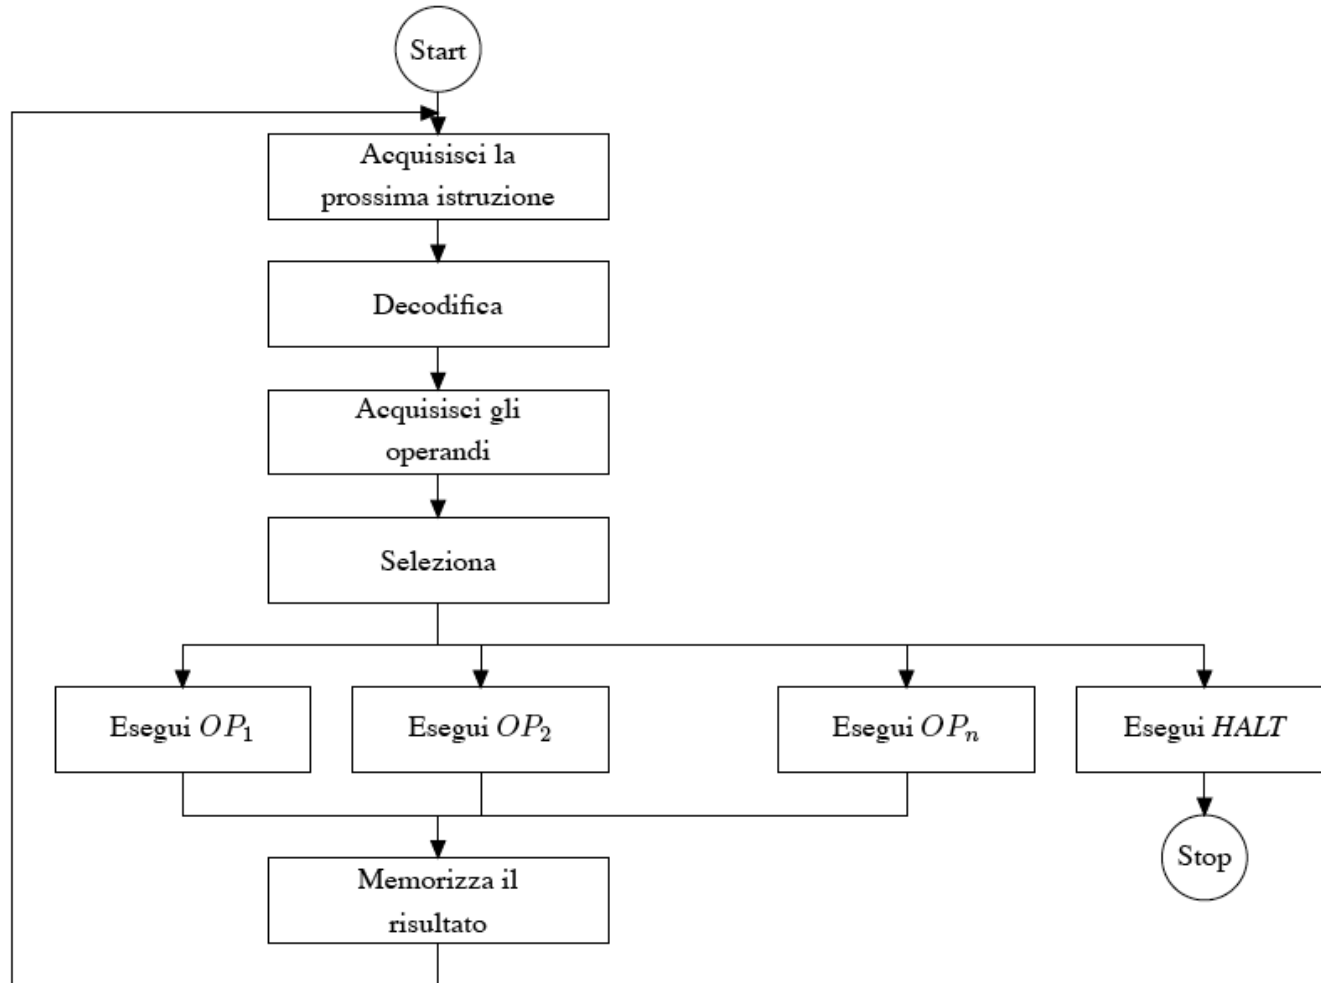 Start
Acquisisci la
prossima istruzione
Decodifica
Acquisisci gli
operandi
Seleziona
Esegui OP₁
Esegui OP₂
Esegui OPₙ
Esegui HALT
Memorizza il
risultato
Stop